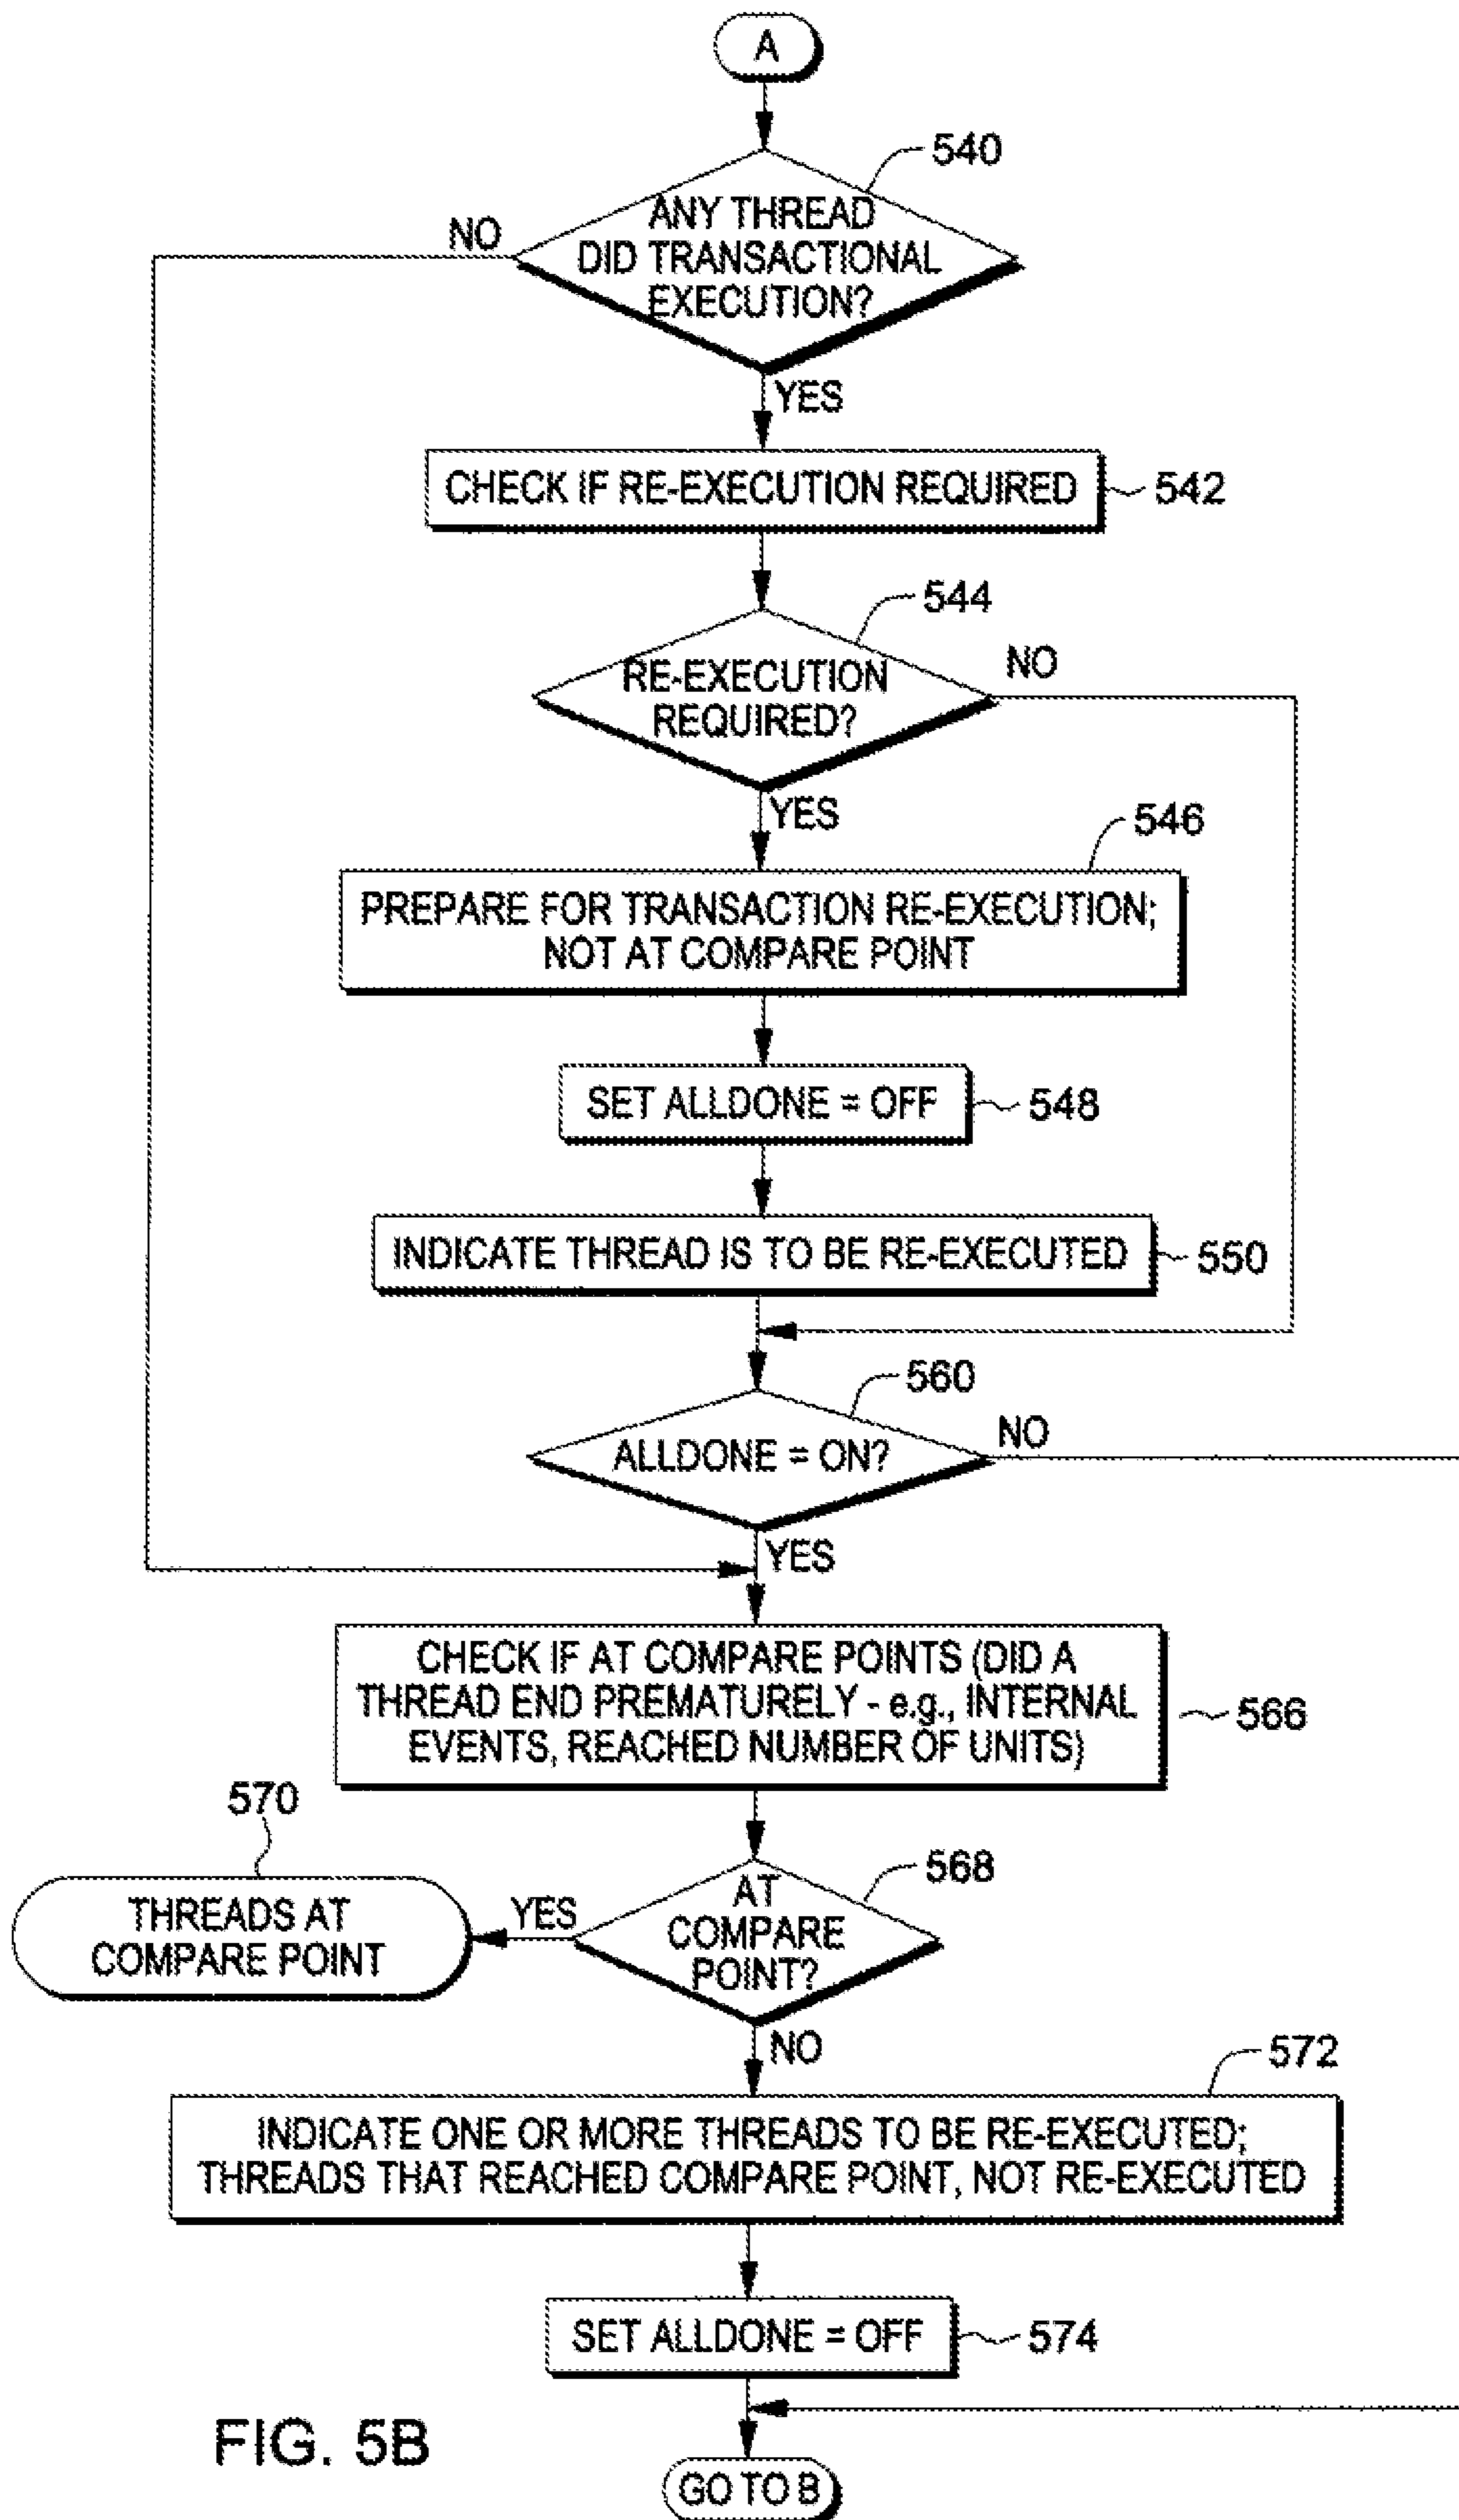 A
540
ANY THREAD
DID TRANSACTIONAL
EXECUTION?
NO
YES
CHECK IF RE-EXECUTION REQUIRED
542
544
RE-EXECUTION
REQUIRED?
NO
YES
546
PREPARE FOR TRANSACTION RE-EXECUTION;
NOT AT COMPARE POINT
SET ALLDONE = OFF
548
INDICATE THREAD IS TO BE RE-EXECUTED
550
560
ALLDONE = ON?
NO
YES
CHECK IF AT COMPARE POINTS (DID A
THREAD END PREMATURELY - e.g., INTERNAL
EVENTS, REACHED NUMBER OF UNITS)
566
570
THREADS AT
COMPARE POINT
YES
568
AT
COMPARE
POINT?
NO
572
INDICATE ONE OR MORE THREADS TO BE RE-EXECUTED;
THREADS THAT REACHED COMPARE POINT, NOT RE-EXECUTED
SET ALLDONE = OFF
574
FIG. 5B
GO TO B